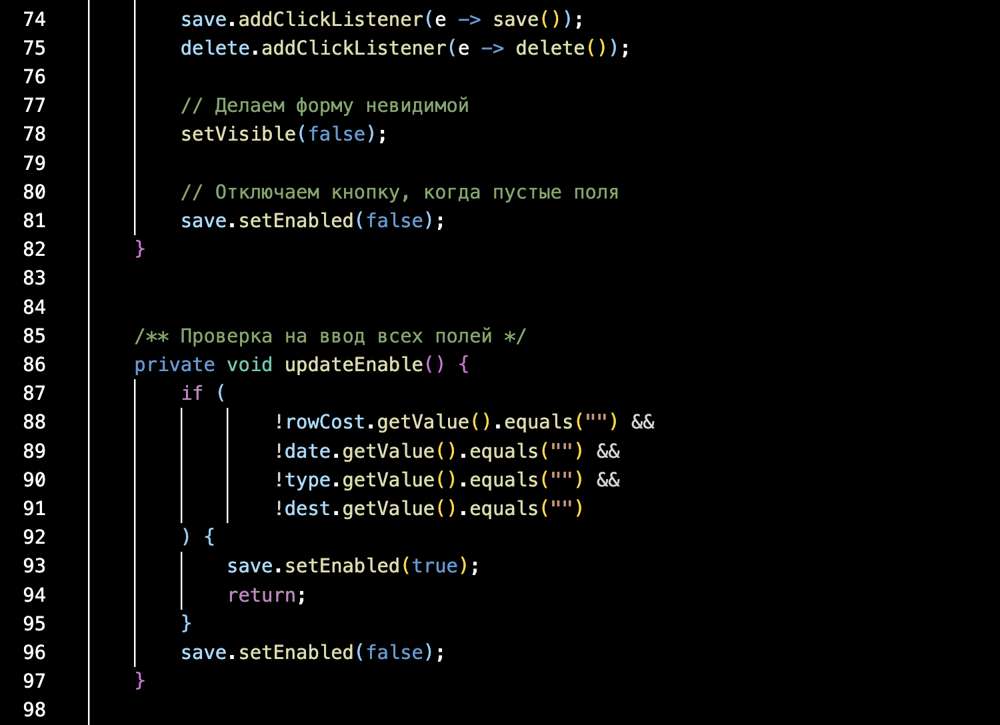 74 save.addClickListener(e -> save());
75 delete.addClickListener(e -> delete());
76
77 // Делаем форму невидимой
78 setVisible(false);
79
80 // Отключаем кнопку, когда пустые поля
81 save.setEnabled(false);
82 }
83
84
85 /** Проверка на ввод всех полей */
86 private void updateEnable() {
87 if (
88 !rowCost.getValue().equals("") &&
89 !date.getValue().equals("") &&
90 !type.getValue().equals("") &&
91 !dest.getValue().equals("")
92 ) {
93 save.setEnabled(true);
94 return;
95 }
96 save.setEnabled(false);
97 }
98